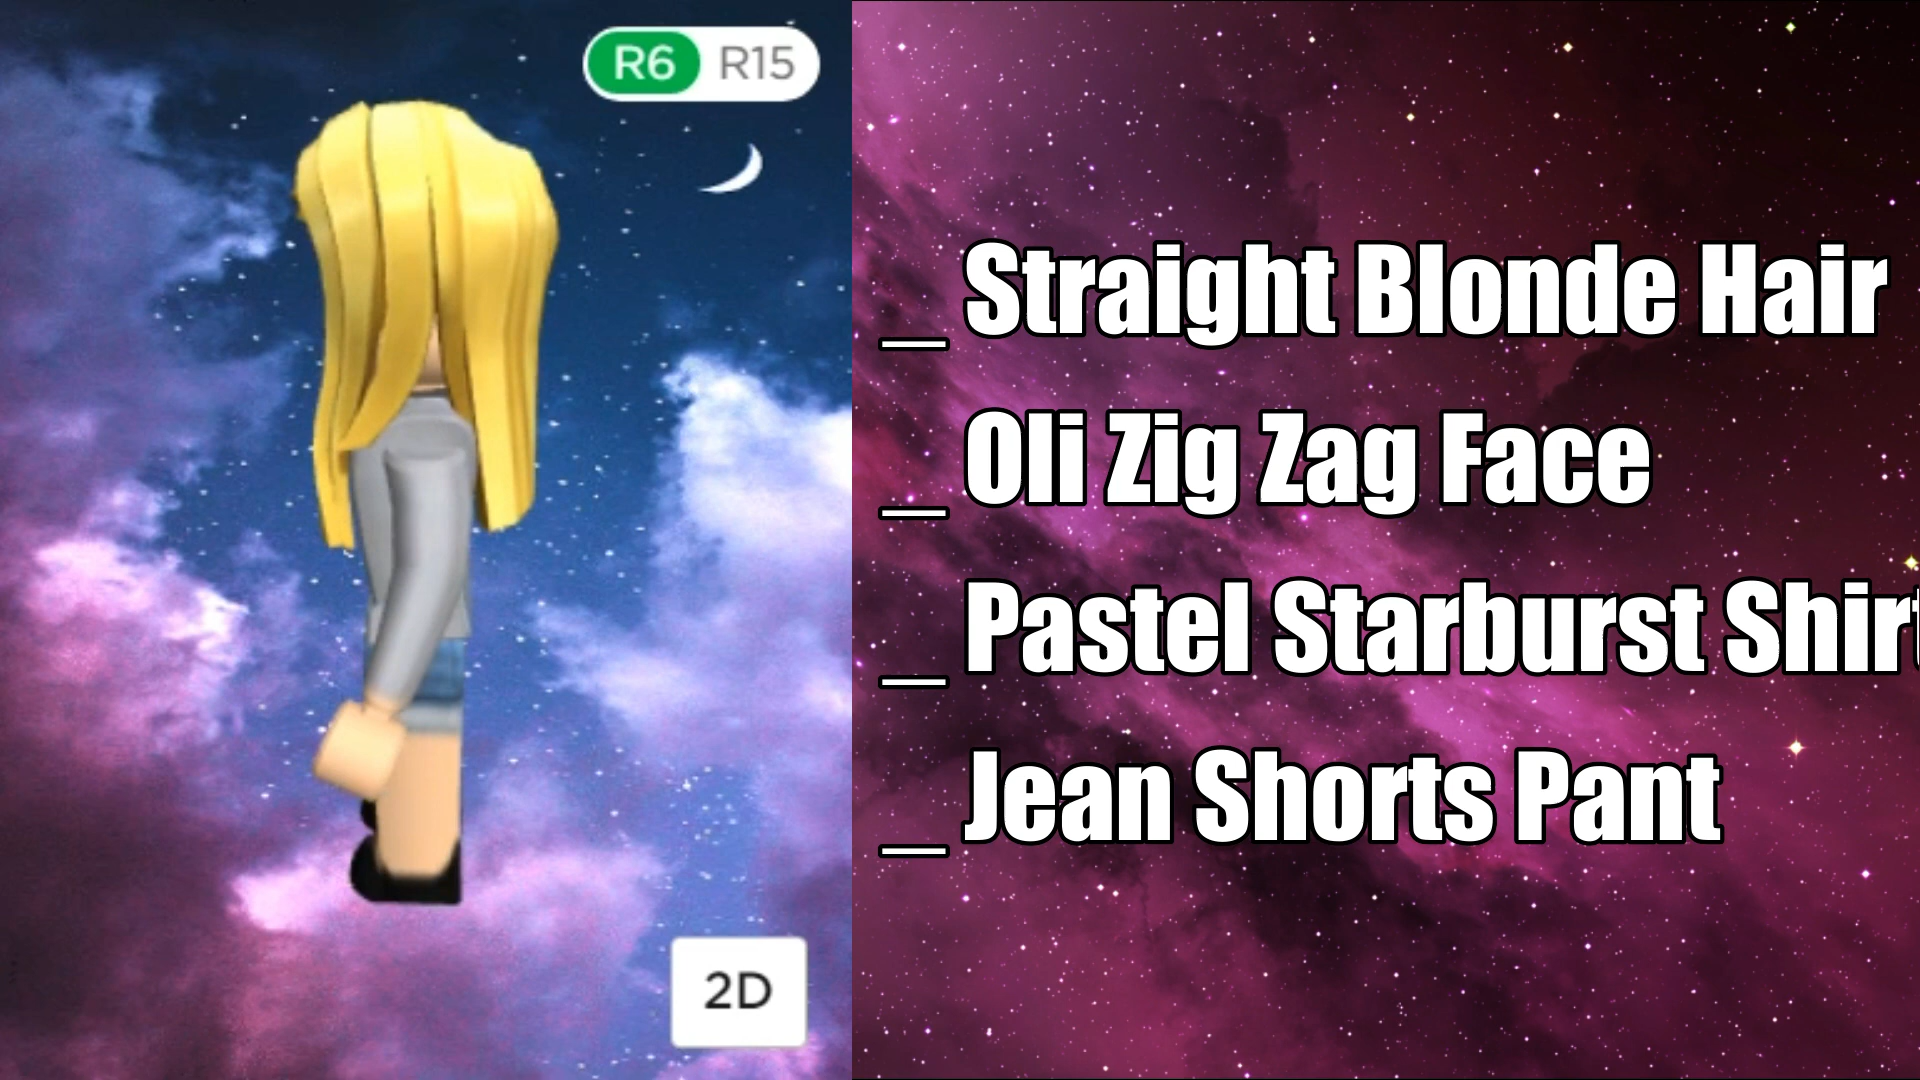 R6 R15
_ Straight Blonde Hair
_ Oli Zig Zag Face
_ Pastel Starburst Shirt
_ Jean Shorts Pant
2D